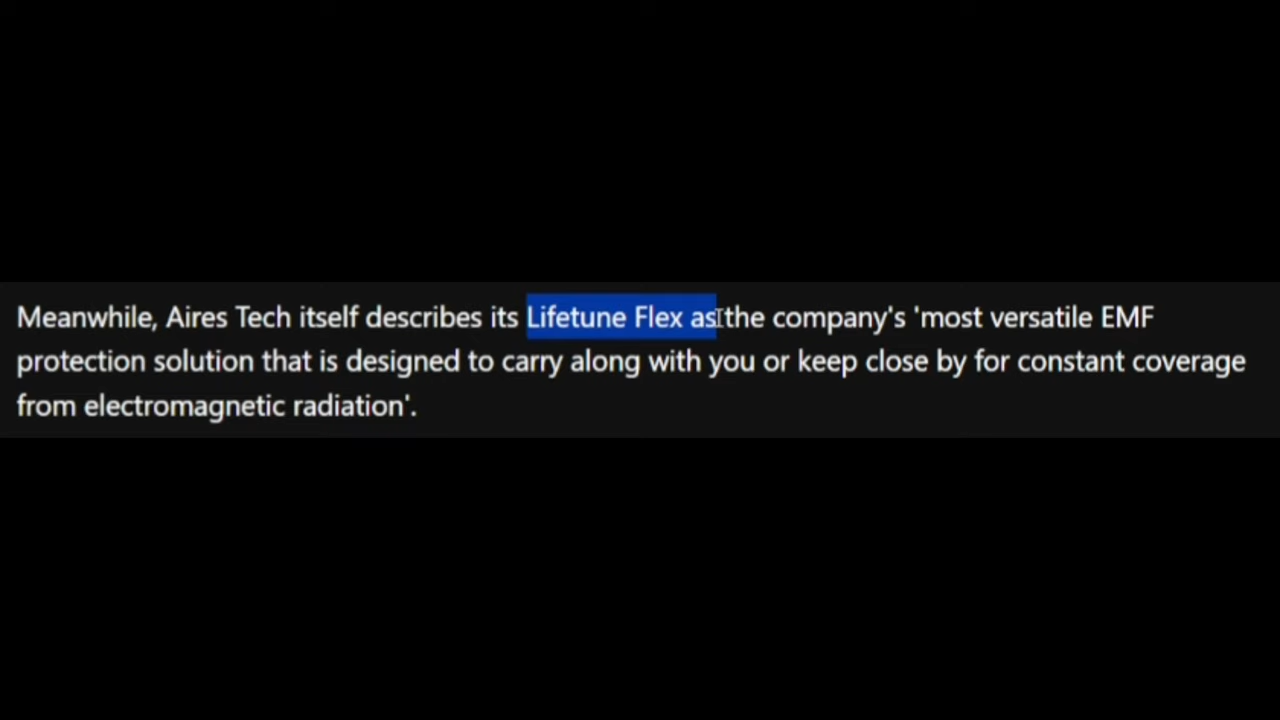 Meanwhile, Aires Tech itself describes its Lifetune Flex as the company's 'most versatile EMF
protection solution that is designed to carry along with you or keep close by for constant coverage
from electromagnetic radiation'.